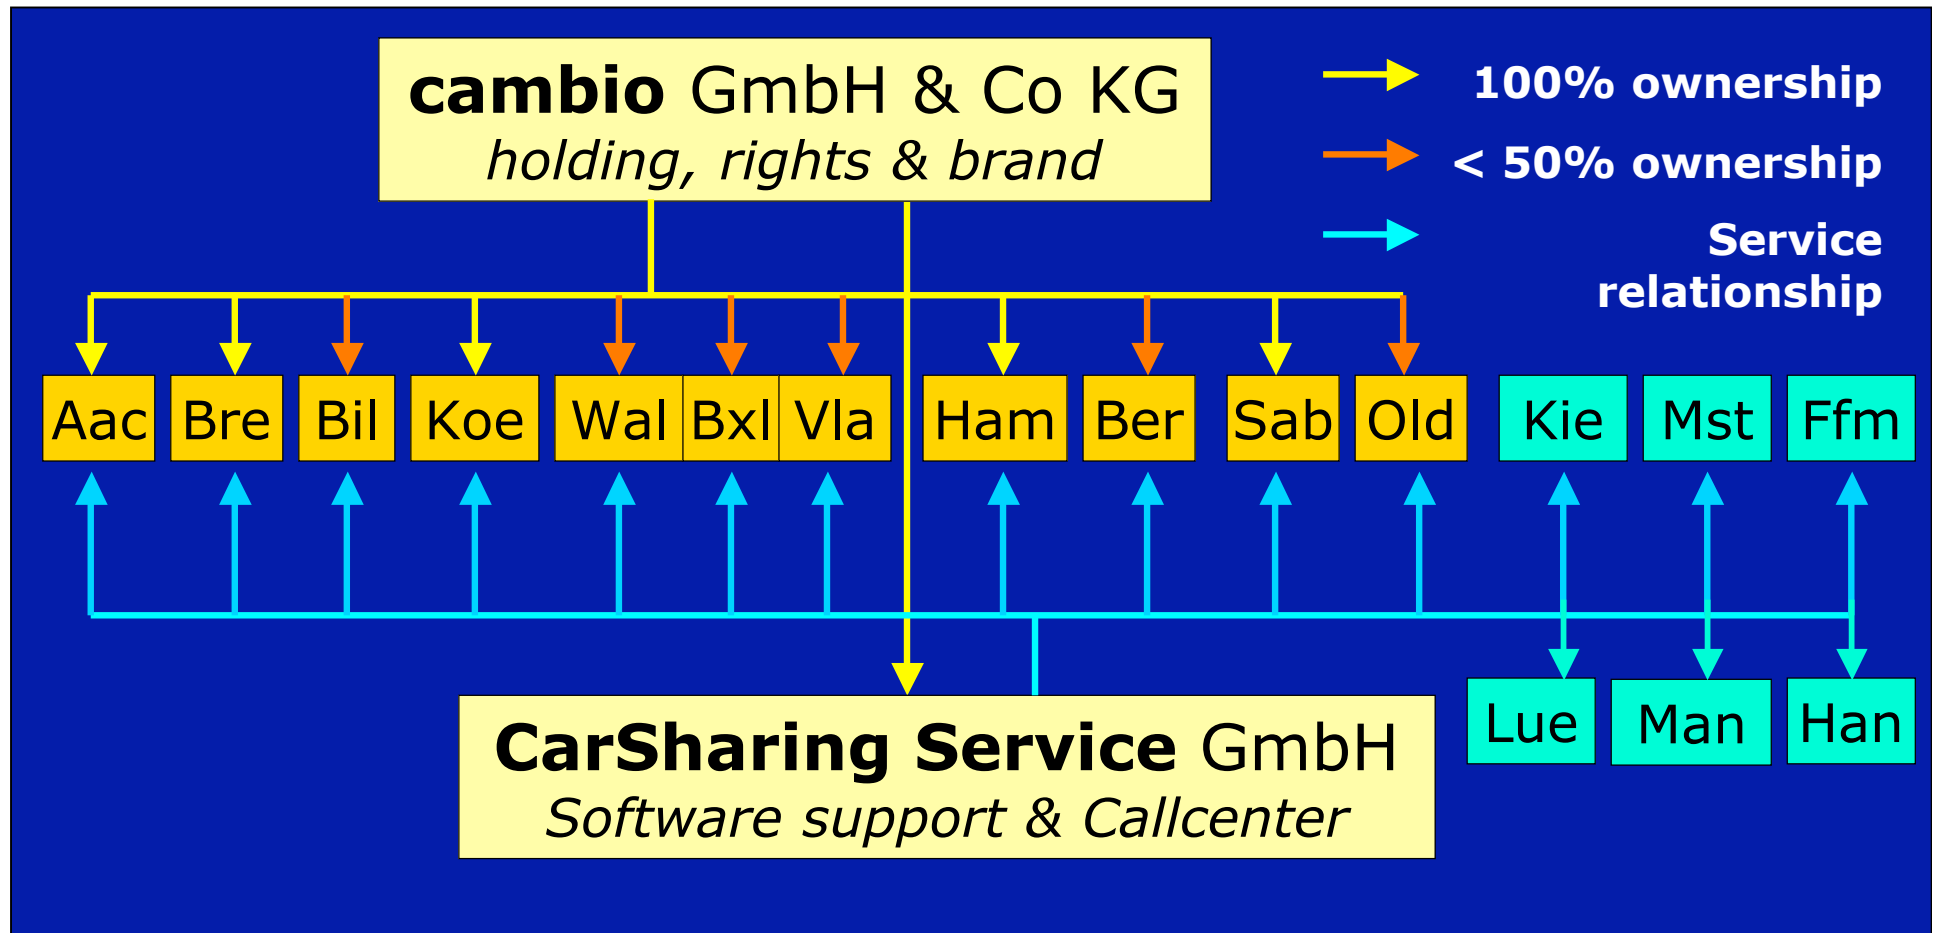 cambio GmbH & Co KG
holding, rights & brand
100% ownership
< 50% ownership
Service
relationship
Aac Bre Bil Koe Wal Bxl Vla Ham Ber Sab Old Kie Mst Ffm
Lue Man Han
CarSharing Service GmbH
Software support & Callcenter